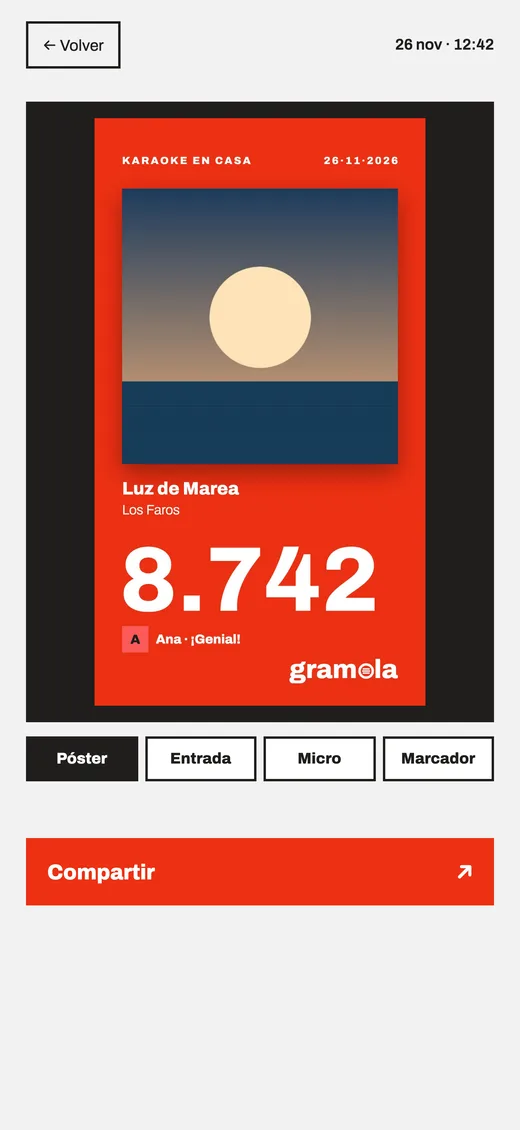 ← Volver
26 nov · 12:42
KARAOKE EN CASA
26·11·2026
Luz de Marea
Los Faros
8.742
A
Ana · ¡Genial!
gramola
Póster
Entrada
Micro
Marcador
Compartir ↗